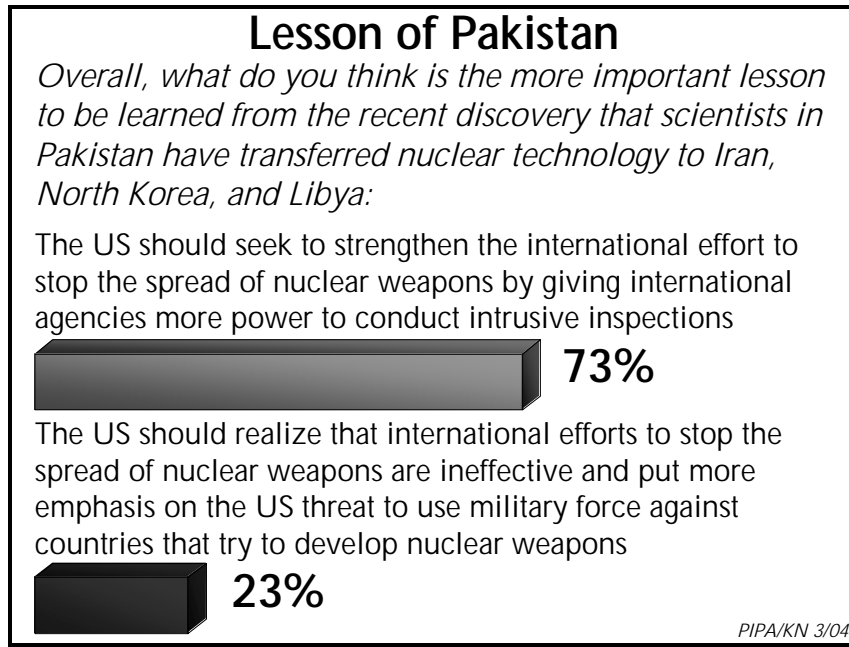 Lesson of Pakistan
Overall, what do you think is the more important lesson
to be learned from the recent discovery that scientists in
Pakistan have transferred nuclear technology to Iran,
North Korea, and Libya:
The US should seek to strengthen the international effort to
stop the spread of nuclear weapons by giving international
agencies more power to conduct intrusive inspections
73%
The US should realize that international efforts to stop the
spread of nuclear weapons are ineffective and put more
emphasis on the US threat to use military force against
countries that try to develop nuclear weapons
23%
PIPA/KN 3/04